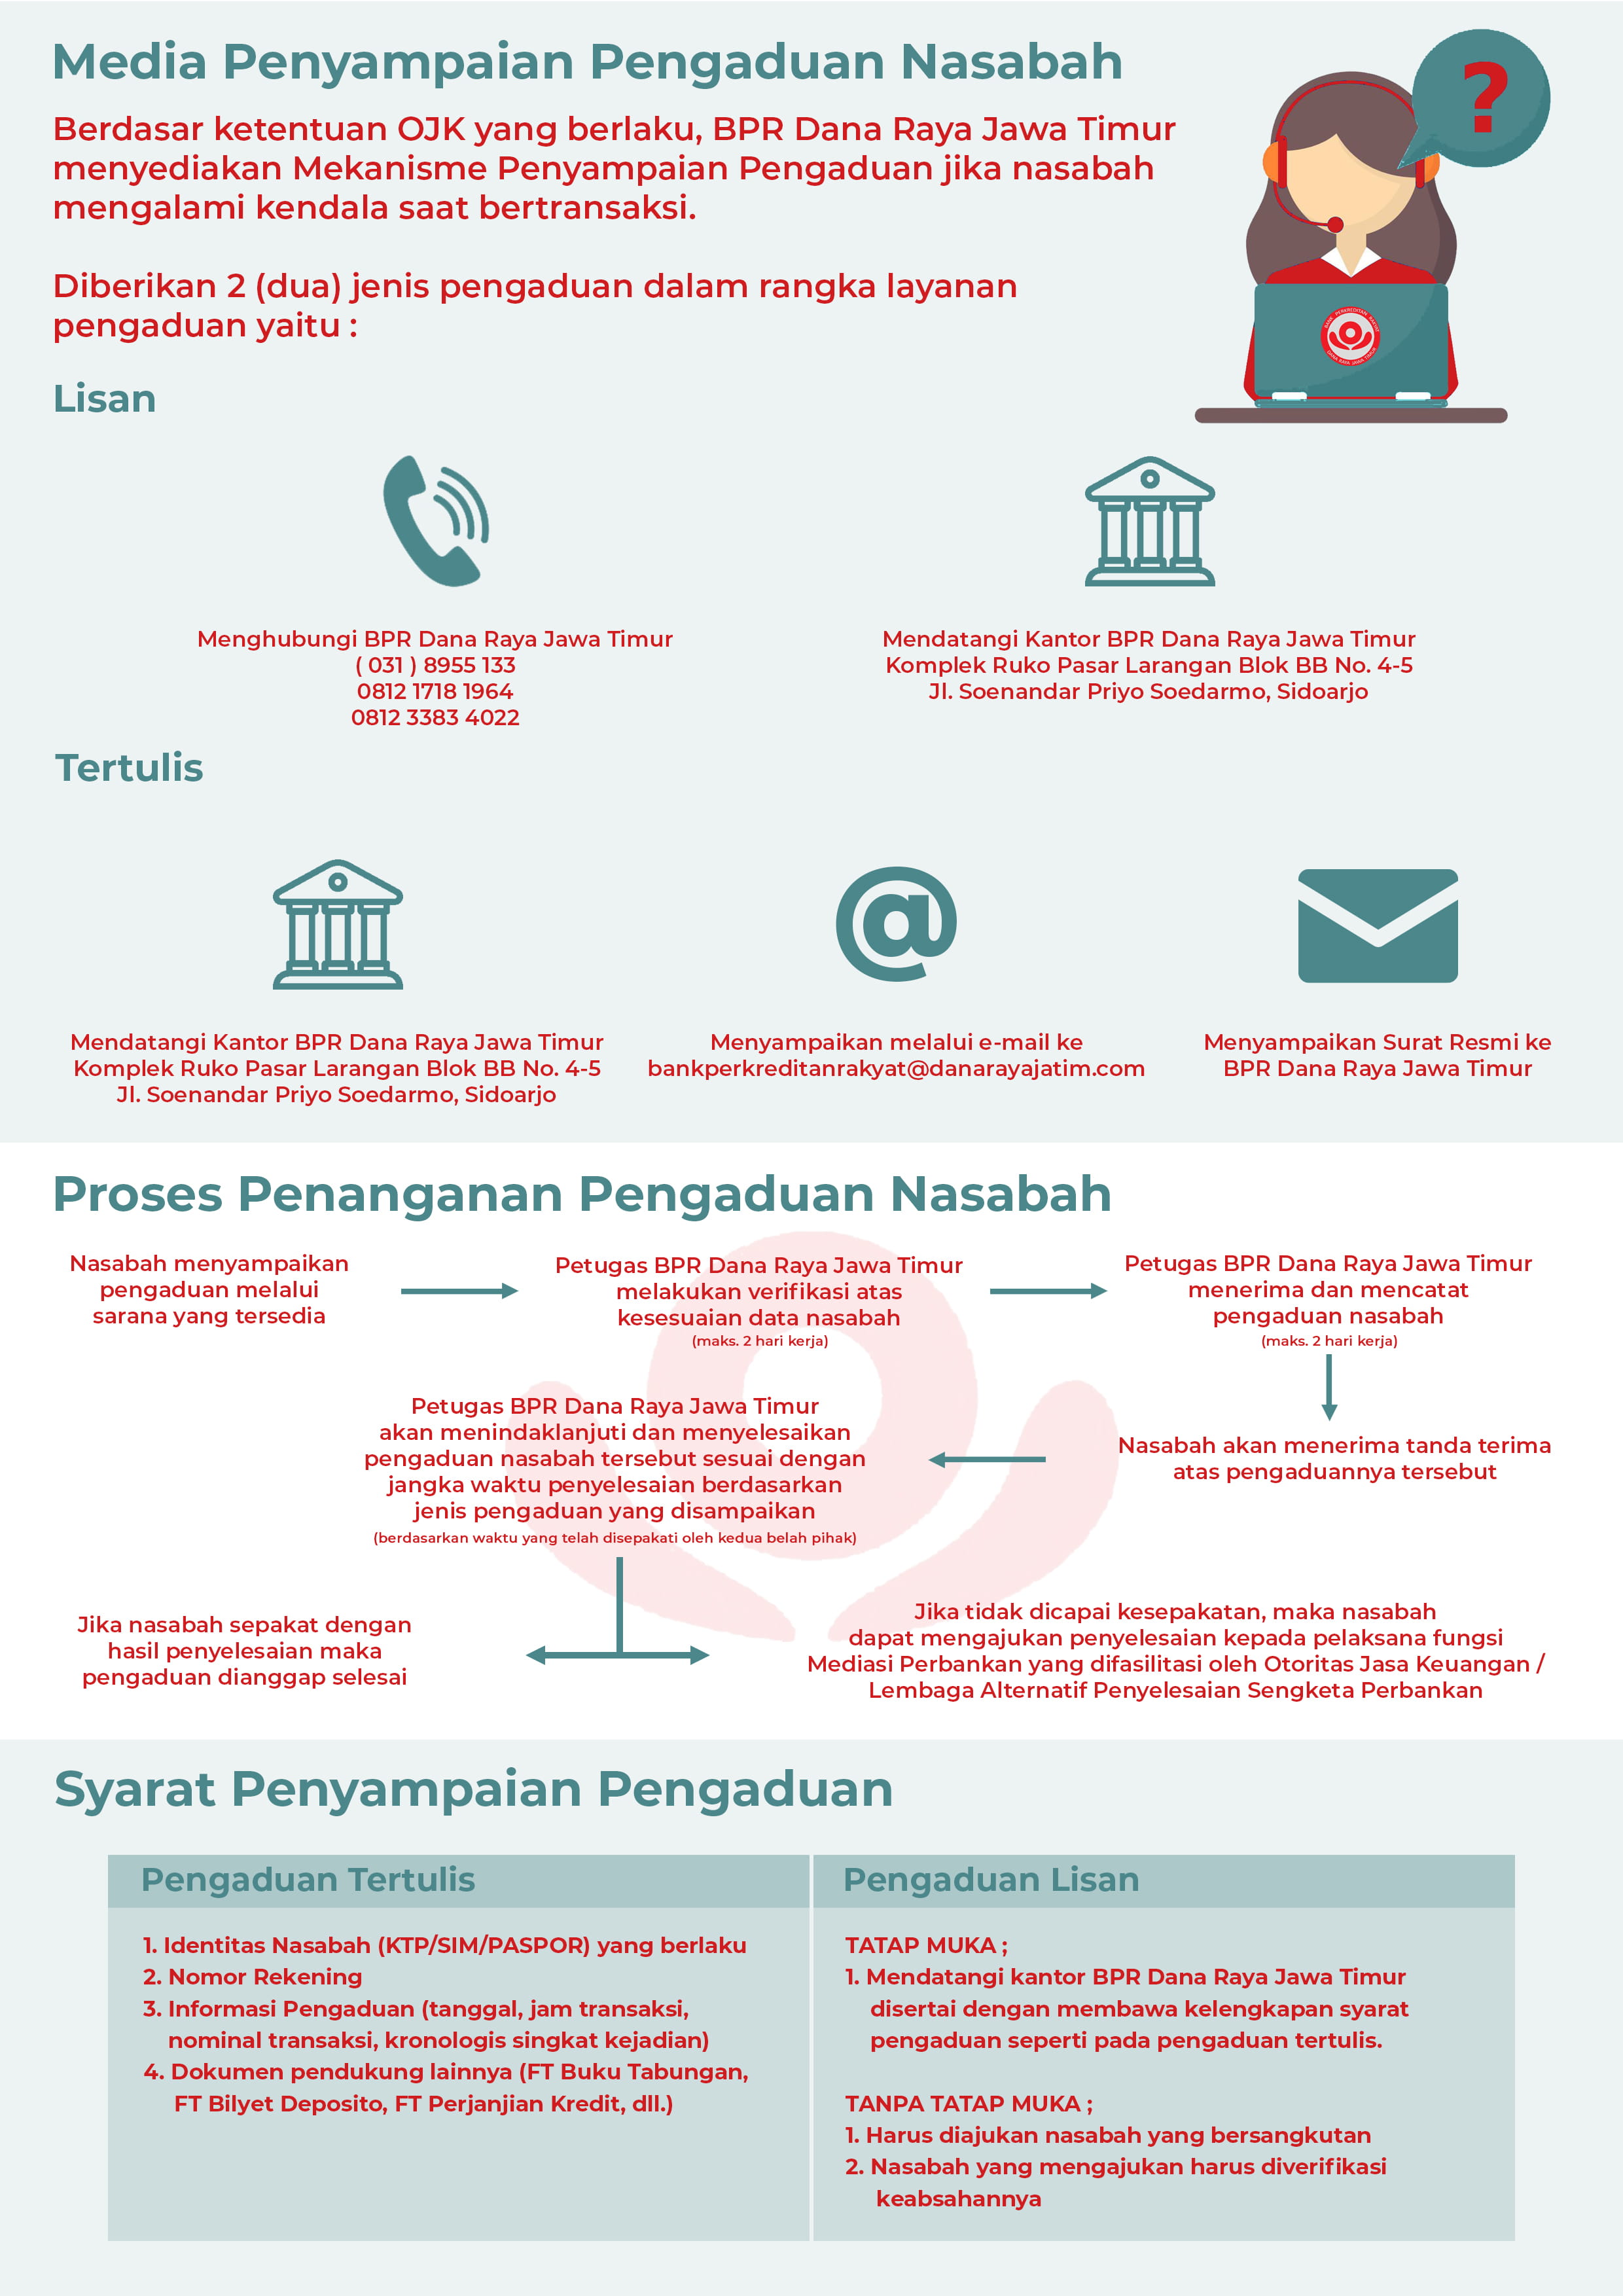 Media Penyampaian Pengaduan Nasabah
Berdasar ketentuan OJK yang berlaku, BPR Dana Raya Jawa Timur
menyediakan Mekanisme Penyampaian Pengaduan jika nasabah
mengalami kendala saat bertransaksi.
Diberikan 2 (dua) jenis pengaduan dalam rangka layanan
pengaduan yaitu :
?
BANK PERKREDITAN RAKYAT
DANA RAYA JAWA TIMUR
Lisan
Menghubungi BPR Dana Raya Jawa Timur
( 031 ) 8955 133
0812 1718 1964
0812 3383 4022
Mendatangi Kantor BPR Dana Raya Jawa Timur
Komplek Ruko Pasar Larangan Blok BB No. 4-5
Jl. Soenandar Priyo Soedarmo, Sidoarjo
Tertulis
@
Mendatangi Kantor BPR Dana Raya Jawa Timur
Komplek Ruko Pasar Larangan Blok BB No. 4-5
Jl. Soenandar Priyo Soedarmo, Sidoarjo
Menyampaikan melalui e-mail ke
bankperkreditanrakyat@danarayajatim.com
Menyampaikan Surat Resmi ke
BPR Dana Raya Jawa Timur
Proses Penanganan Pengaduan Nasabah
Nasabah menyampaikan
pengaduan melalui
sarana yang tersedia
Petugas BPR Dana Raya Jawa Timur
melakukan verifikasi atas
kesesuaian data nasabah
(maks. 2 hari kerja)
Petugas BPR Dana Raya Jawa Timur
menerima dan mencatat
pengaduan nasabah
(maks. 2 hari kerja)
Nasabah akan menerima tanda terima
atas pengaduannya tersebut
Petugas BPR Dana Raya Jawa Timur
akan menindaklanjuti dan menyelesaikan
pengaduan nasabah tersebut sesuai dengan
jangka waktu penyelesaian berdasarkan
jenis pengaduan yang disampaikan
(berdasarkan waktu yang telah disepakati oleh kedua belah pihak)
Jika nasabah sepakat dengan
hasil penyelesaian maka
pengaduan dianggap selesai
Jika tidak dicapai kesepakatan, maka nasabah
dapat mengajukan penyelesaian kepada pelaksana fungsi
Mediasi Perbankan yang difasilitasi oleh Otoritas Jasa Keuangan /
Lembaga Alternatif Penyelesaian Sengketa Perbankan
Syarat Penyampaian Pengaduan
Pengaduan Tertulis
1. Identitas Nasabah (KTP/SIM/PASPOR) yang berlaku
2. Nomor Rekening
3. Informasi Pengaduan (tanggal, jam transaksi,
nominal transaksi, kronologis singkat kejadian)
4. Dokumen pendukung lainnya (FT Buku Tabungan,
FT Bilyet Deposito, FT Perjanjian Kredit, dll.)
Pengaduan Lisan
TATAP MUKA ;
1. Mendatangi kantor BPR Dana Raya Jawa Timur
disertai dengan membawa kelengkapan syarat
pengaduan seperti pada pengaduan tertulis.
TANPA TATAP MUKA ;
1. Harus diajukan nasabah yang bersangkutan
2. Nasabah yang mengajukan harus diverifikasi
keabsahannya